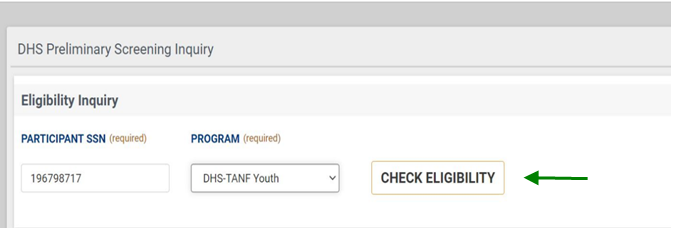 DHS Preliminary Screening Inquiry
Eligibility Inquiry
PARTICIPANT SSN (required) PROGRAM (required)
196798717 DHS-TANF Youth CHECK ELIGIBILITY